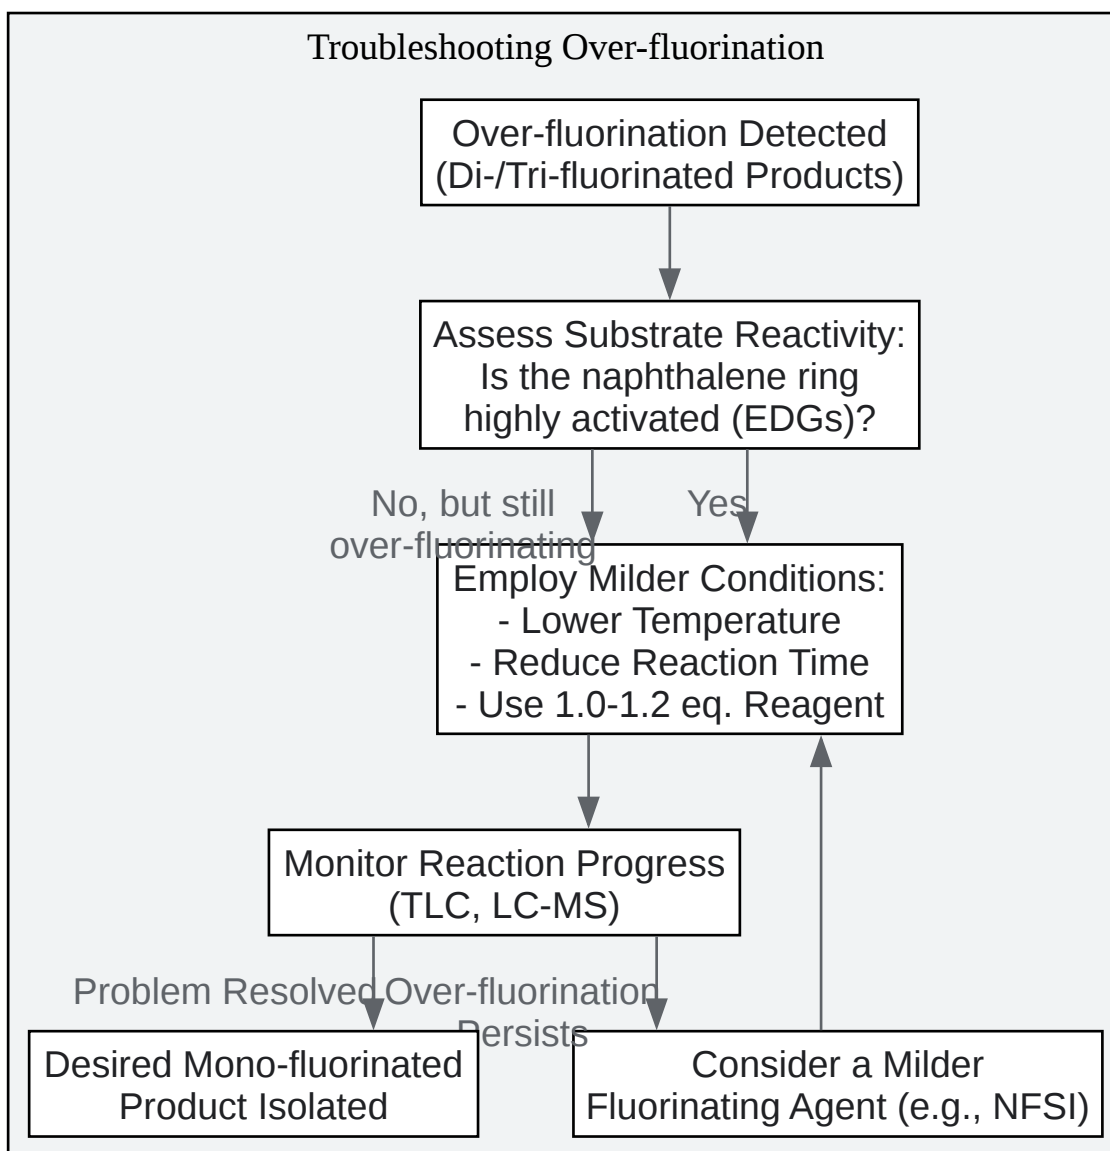 Troubleshooting Over-fluorination
Over-fluorination Detected
(Di-/Tri-fluorinated Products)
Assess Substrate Reactivity:
Is the naphthalene ring
highly activated (EDGs)?
No, but still
over-fluorinating
Yes
Employ Milder Conditions:
- Lower Temperature
- Reduce Reaction Time
- Use 1.0-1.2 eq. Reagent
Monitor Reaction Progress
(TLC, LC-MS)
Problem Resolved
Over-fluorination
Persists
Desired Mono-fluorinated
Product Isolated
Consider a Milder
Fluorinating Agent (e.g., NFSI)